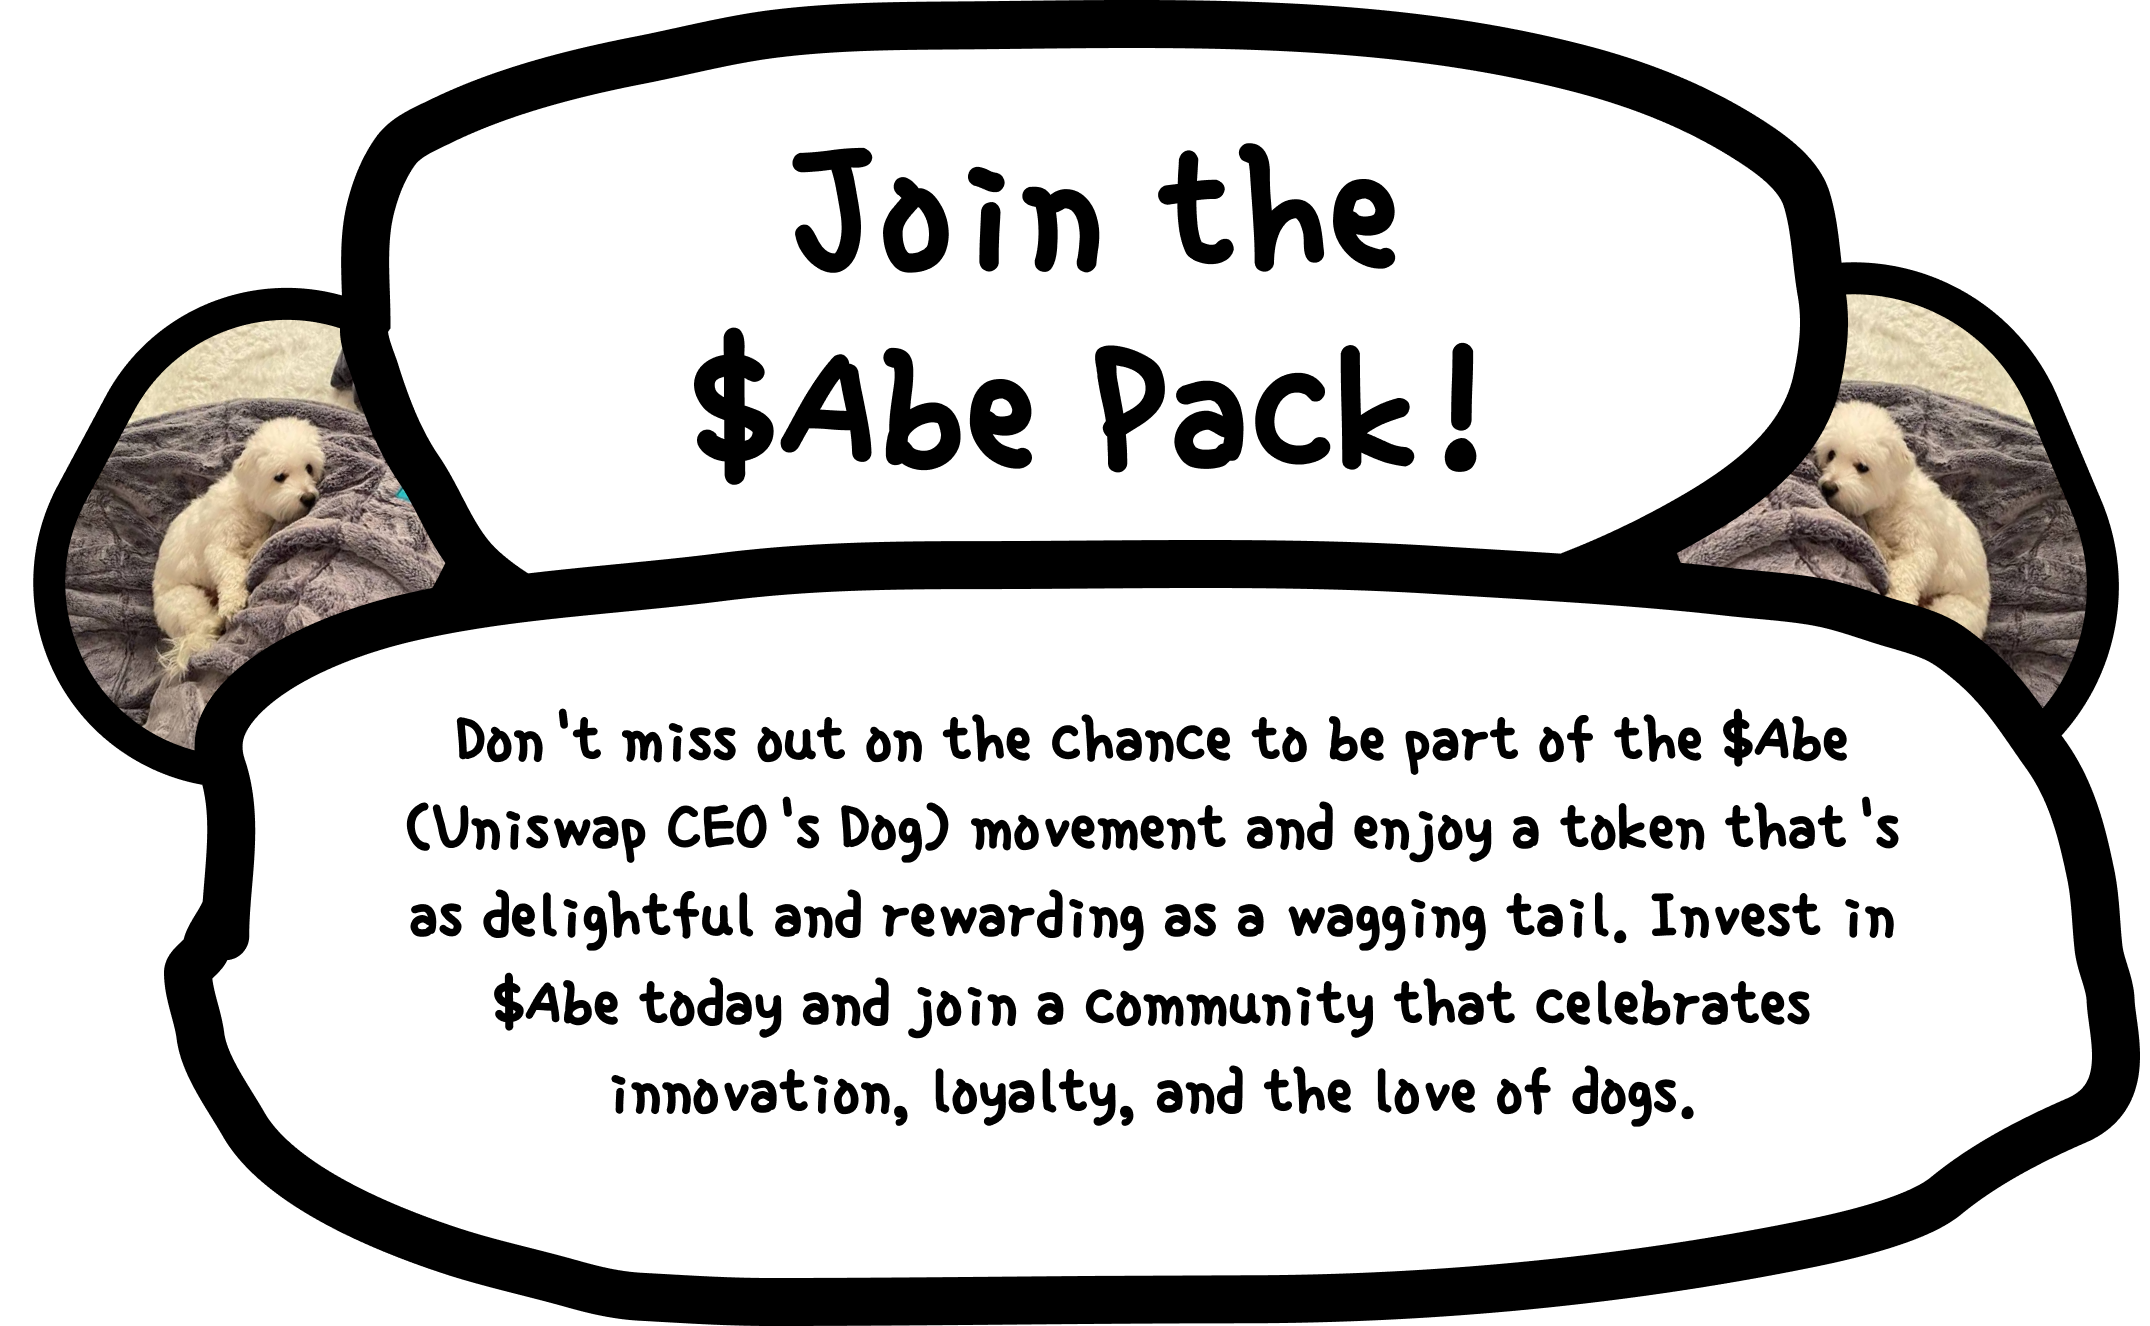 Join the
$Abe Pack!
Don't miss out on the chance to be part of the $Abe
(Uniswap CEO's Dog) movement and enjoy a token that's
as delightful and rewarding as a wagging tail. Invest in
$Abe today and join a community that celebrates
innovation, loyalty, and the love of dogs.